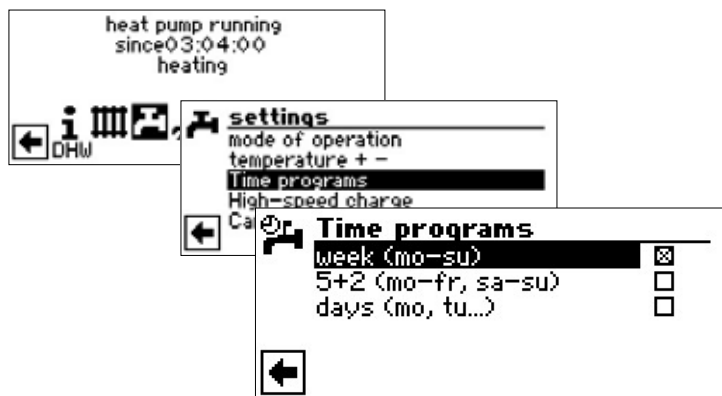 heat pump running
since03:04:00
heating
DHW
settings
mode of operation
temperature + -
Time programs
High-speed charge
Time programs
week (mo-su)
5+2 (mo-fr, sa-su)
days (mo, tu...)